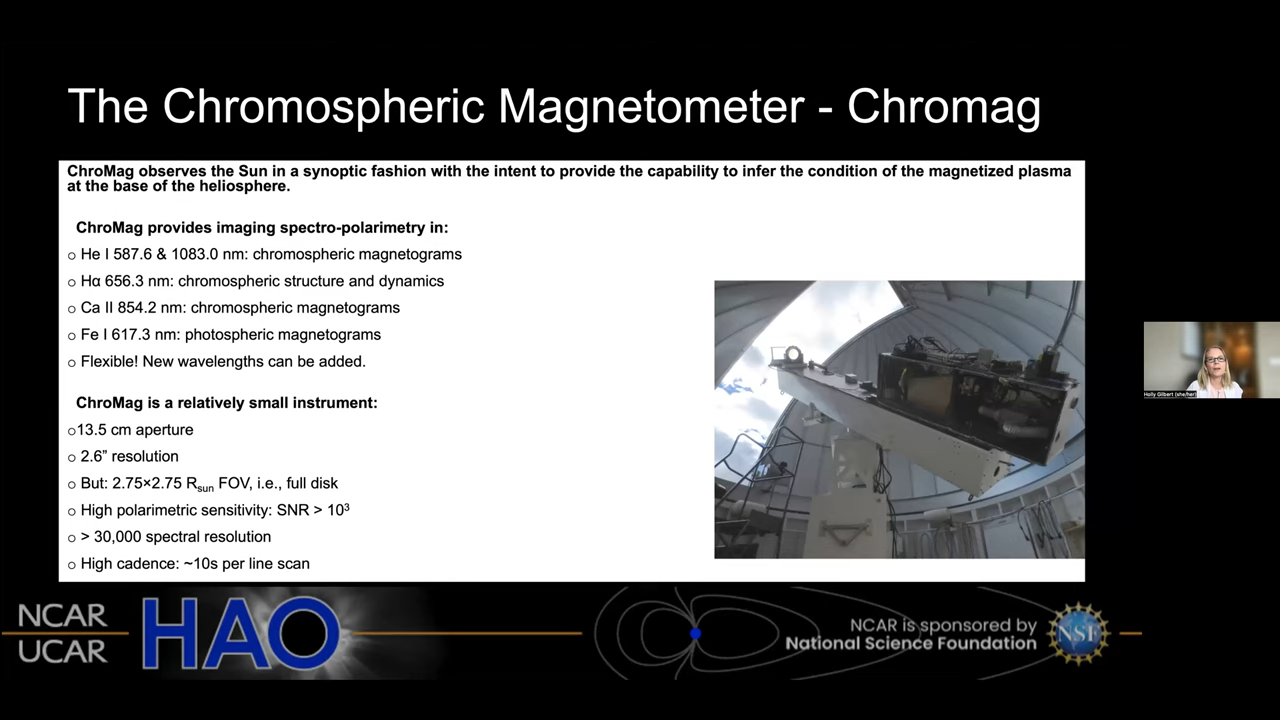 The Chromospheric Magnetometer - Chromag
ChroMag observes the Sun in a synoptic fashion with the intent to provide the capability to infer the condition of the magnetized plasma
at the base of the heliosphere.
ChroMag provides imaging spectro-polarimetry in:
o He I 587.6 & 1083.0 nm: chromospheric magnetograms
o Hα 656.3 nm: chromospheric structure and dynamics
o Ca II 854.2 nm: chromospheric magnetograms
o Fe I 617.3 nm: photospheric magnetograms
o Flexible! New wavelengths can be added.
ChroMag is a relatively small instrument:
o13.5 cm aperture
o 2.6” resolution
o But: 2.75×2.75 Rsun FOV, i.e., full disk
o High polarimetric sensitivity: SNR > 10³
o > 30,000 spectral resolution
o High cadence: ~10s per line scan
Holly Gilbert (she/her)
NCAR
UCAR
HAO
NCAR is sponsored by
National Science Foundation
NSF